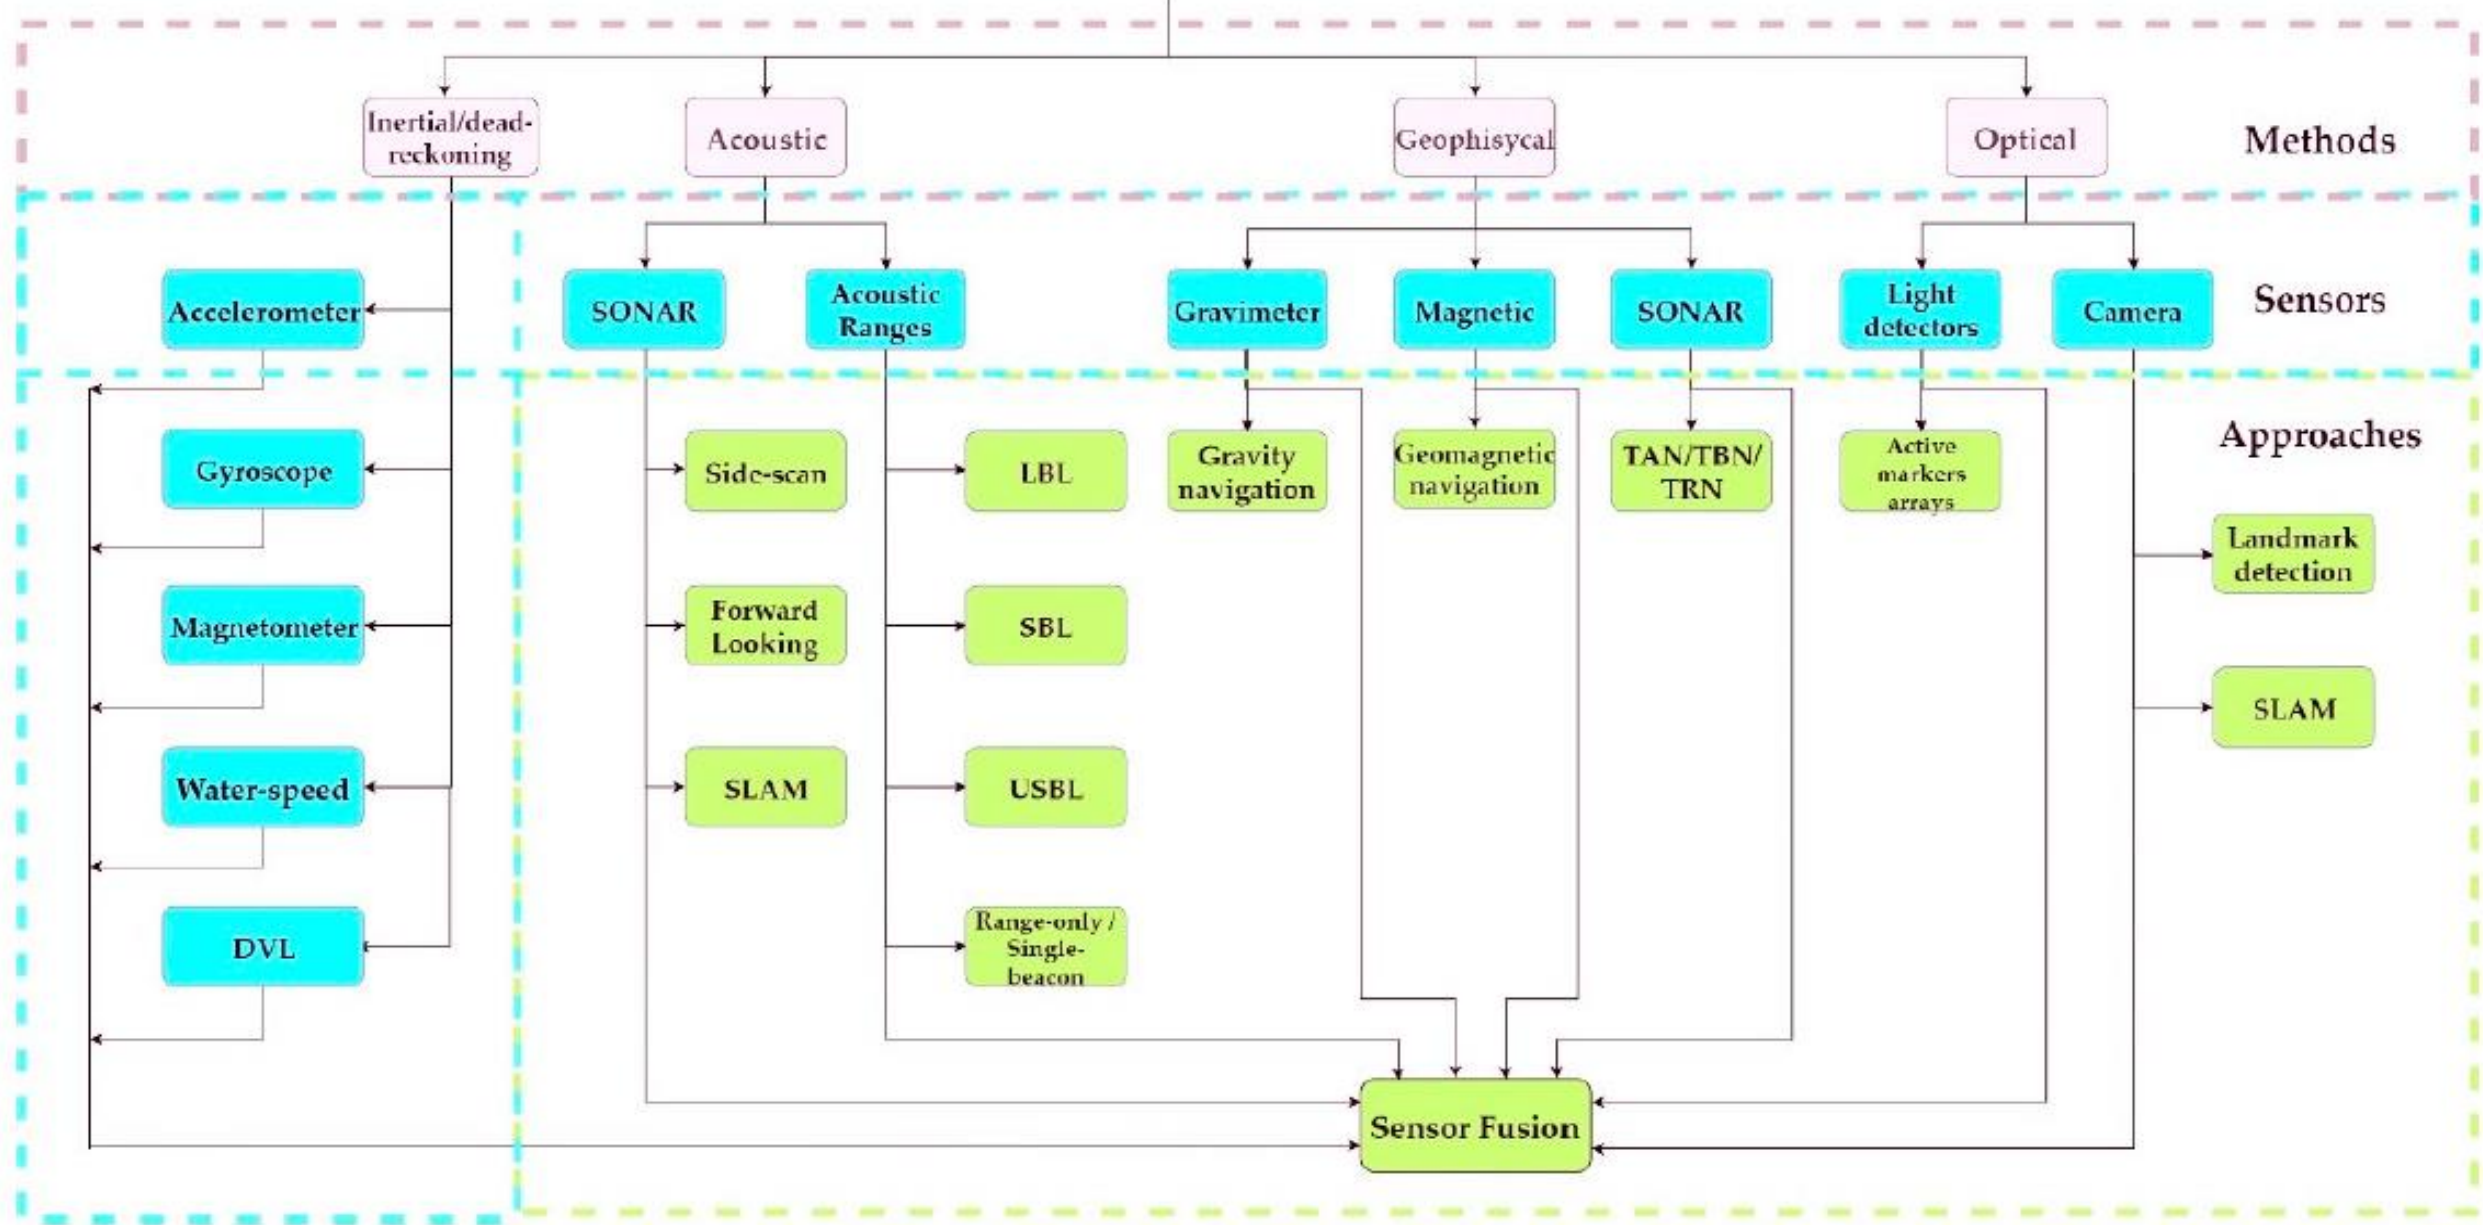 Inertial/dead-
reckoning
Acoustic
Geophisycal
Optical
Methods
Accelerometer
SONAR
Acoustic
Ranges
Gravimeter
Magnetic
SONAR
Light
detectors
Camera
Sensors
Approaches
Gyroscope
Side-scan
LBL
Gravity
navigation
Geomagnetic
navigation
TAN/TBN/
TRN
Active
markers
arrays
Landmark
detection
Magnetometer
Forward
Looking
SBL
SLAM
Water-speed
SLAM
USBL
DVL
Range-only /
Single-
beacon
Sensor Fusion